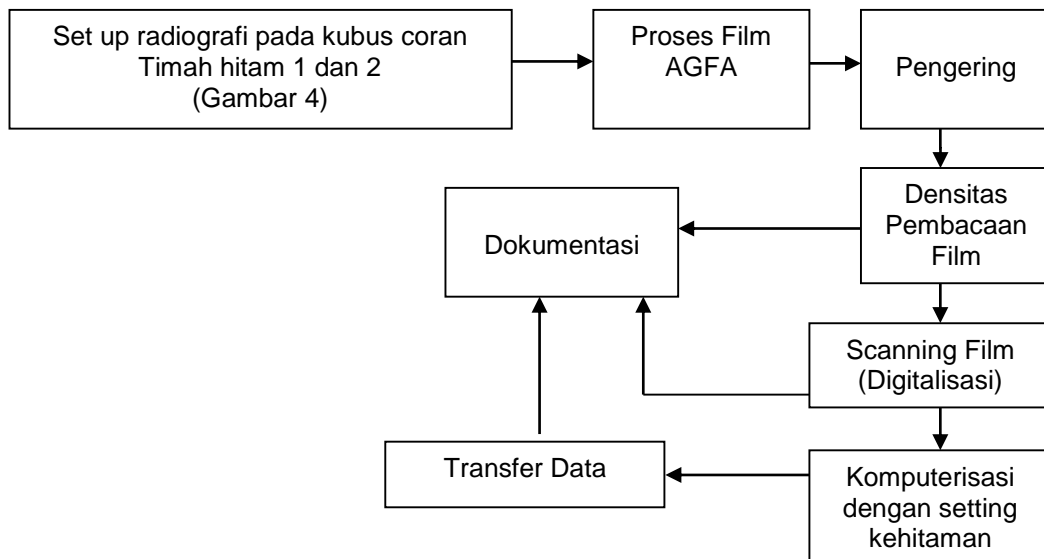 Set up radiografi pada kubus coran
Timah hitam 1 dan 2
(Gambar 4)
Proses Film
AGFA
Pengering
Densitas
Pembacaan
Film
Dokumentasi
Scanning Film
(Digitalisasi)
Transfer Data
Komputerisasi
dengan setting
kehitaman